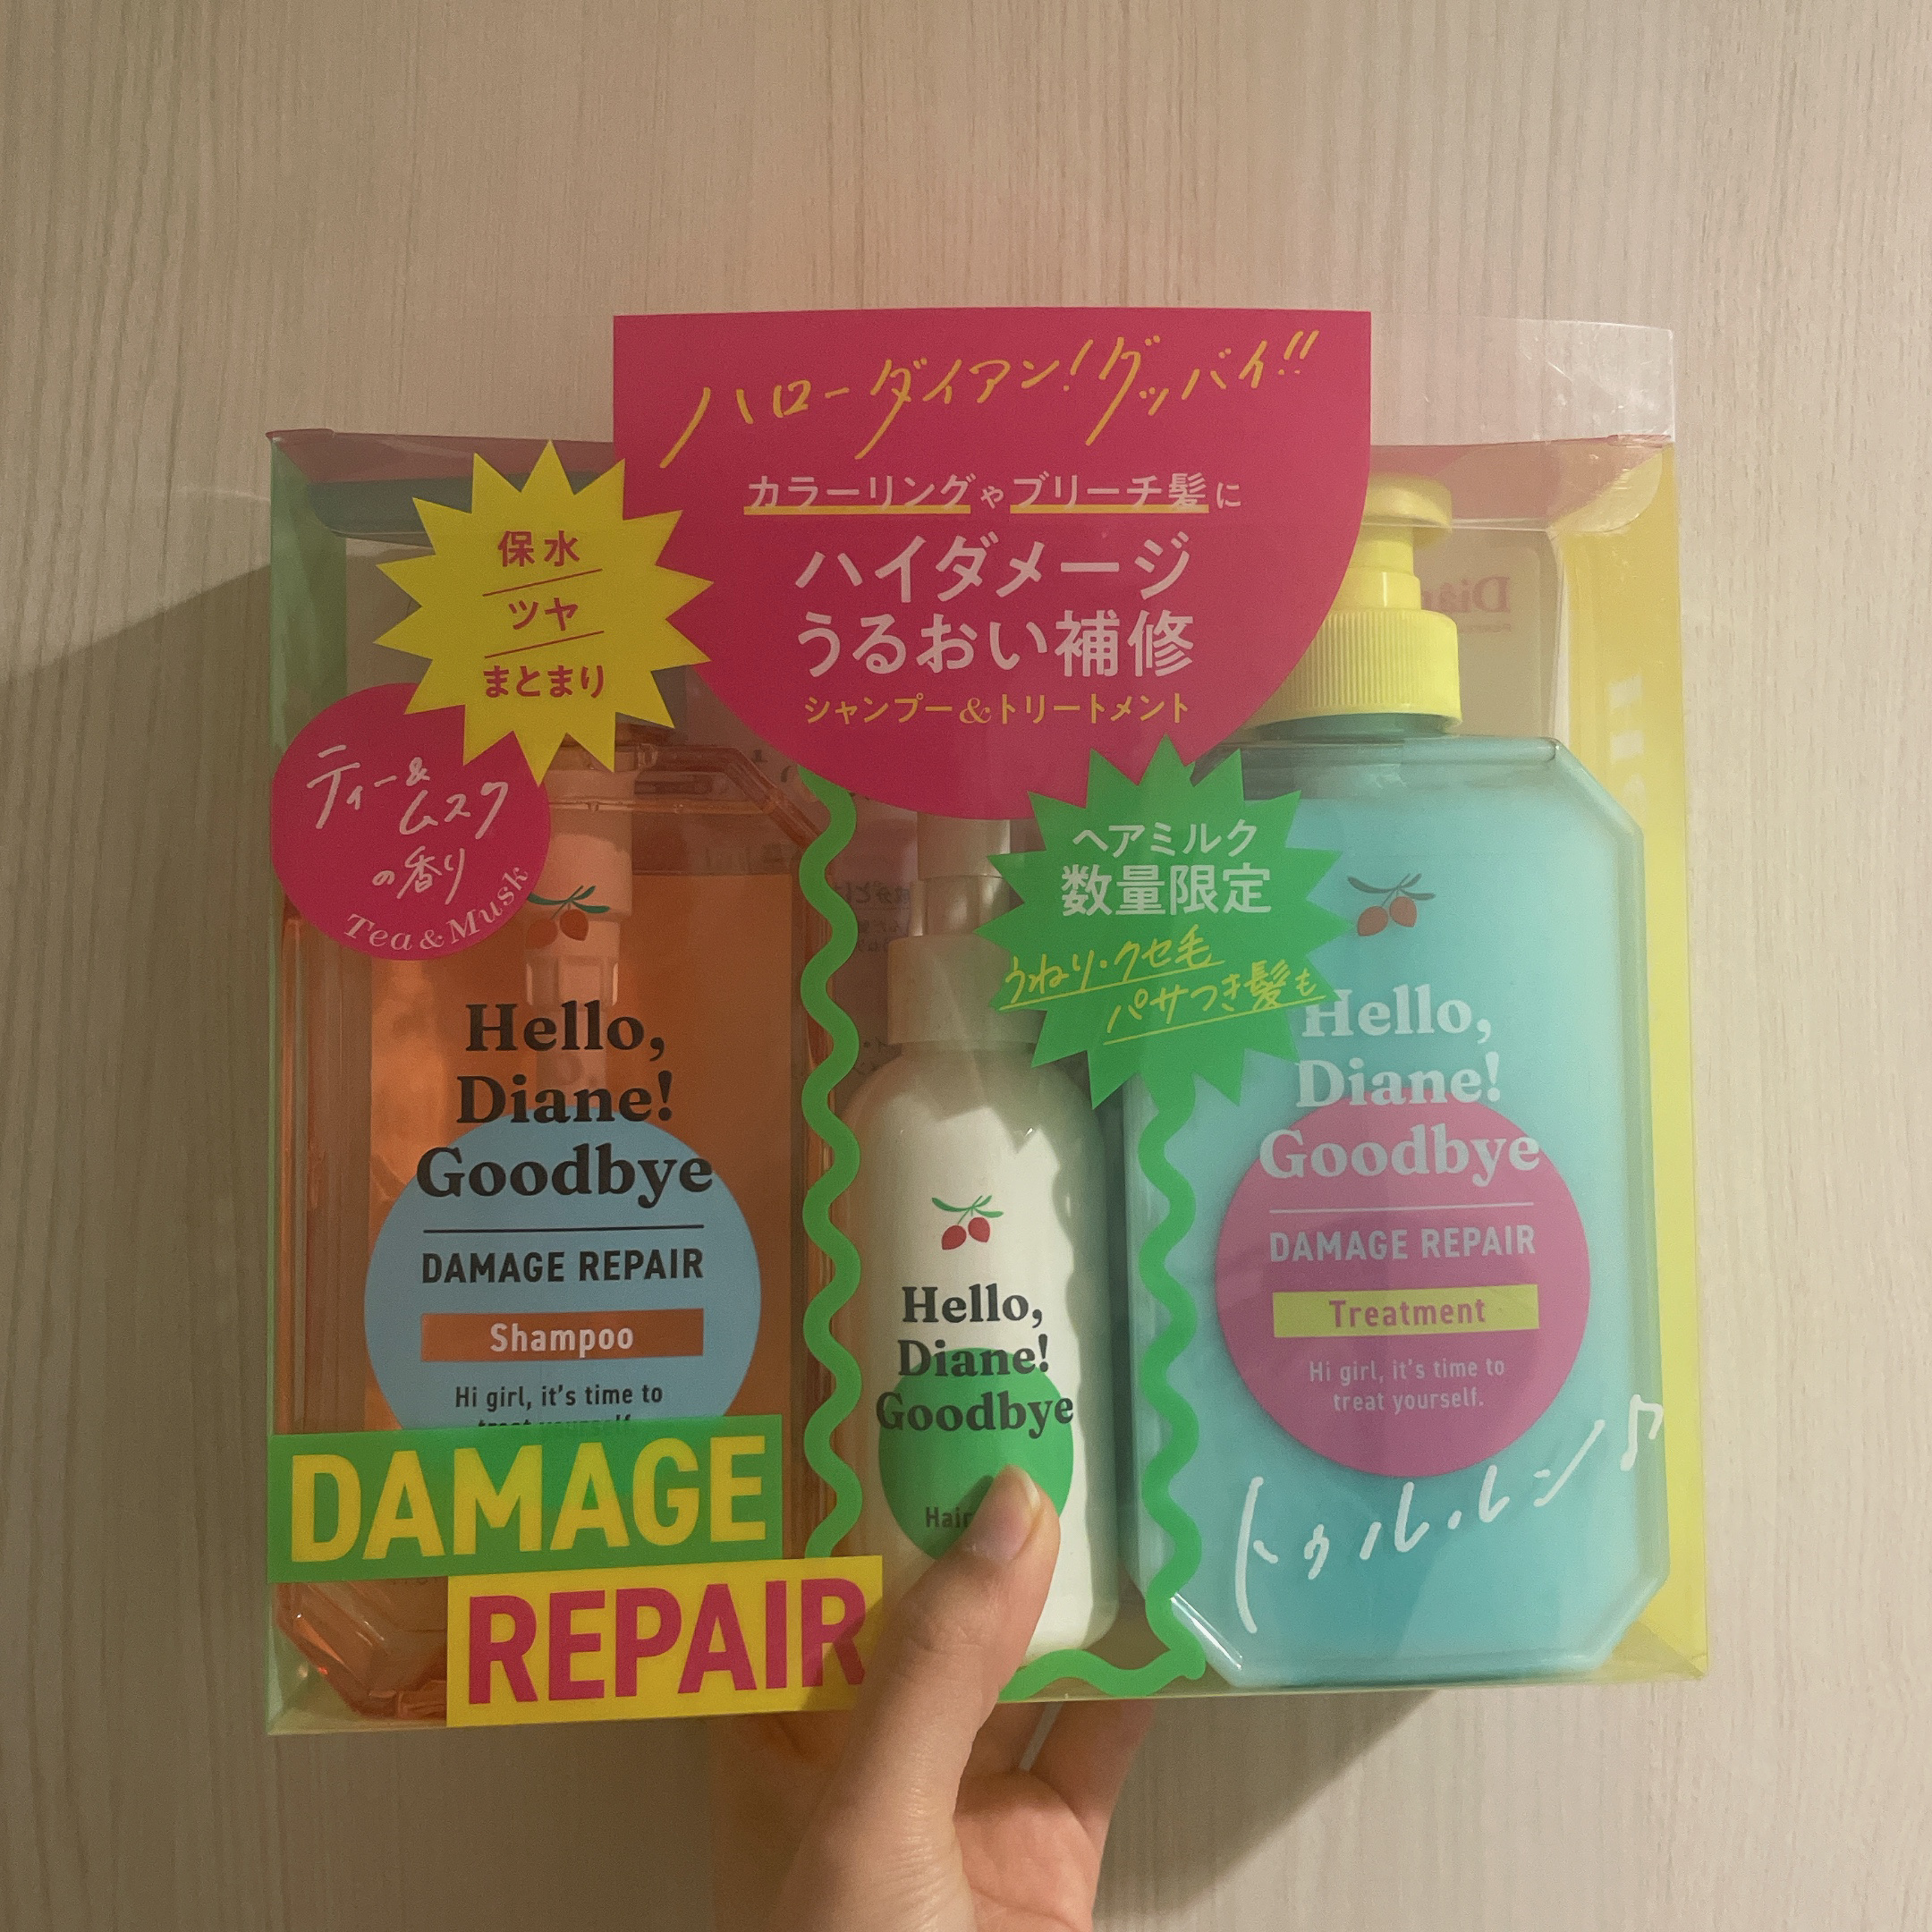 ハローダイアン!グッバイ!!
カラーリングやブリーチ髪に
ハイダメージ
うるおい補修
シャンプー&トリートメント
保水
ツヤ
まとまり
ティー&
ムスク
の香り
Tea & Musk
ヘアミルク
数量限定
うねり・クセ毛
パサつき髪も
Hello,
Diane!
Goodbye
DAMAGE REPAIR
Shampoo
Hi girl, it's time to
treat yourself.
DAMAGE
REPAIR
Hello,
Diane!
Goodbye
Hello,
Diane!
Goodbye
DAMAGE REPAIR
Treatment
Hi girl, it's time to
treat yourself.
トゥル・レン♪